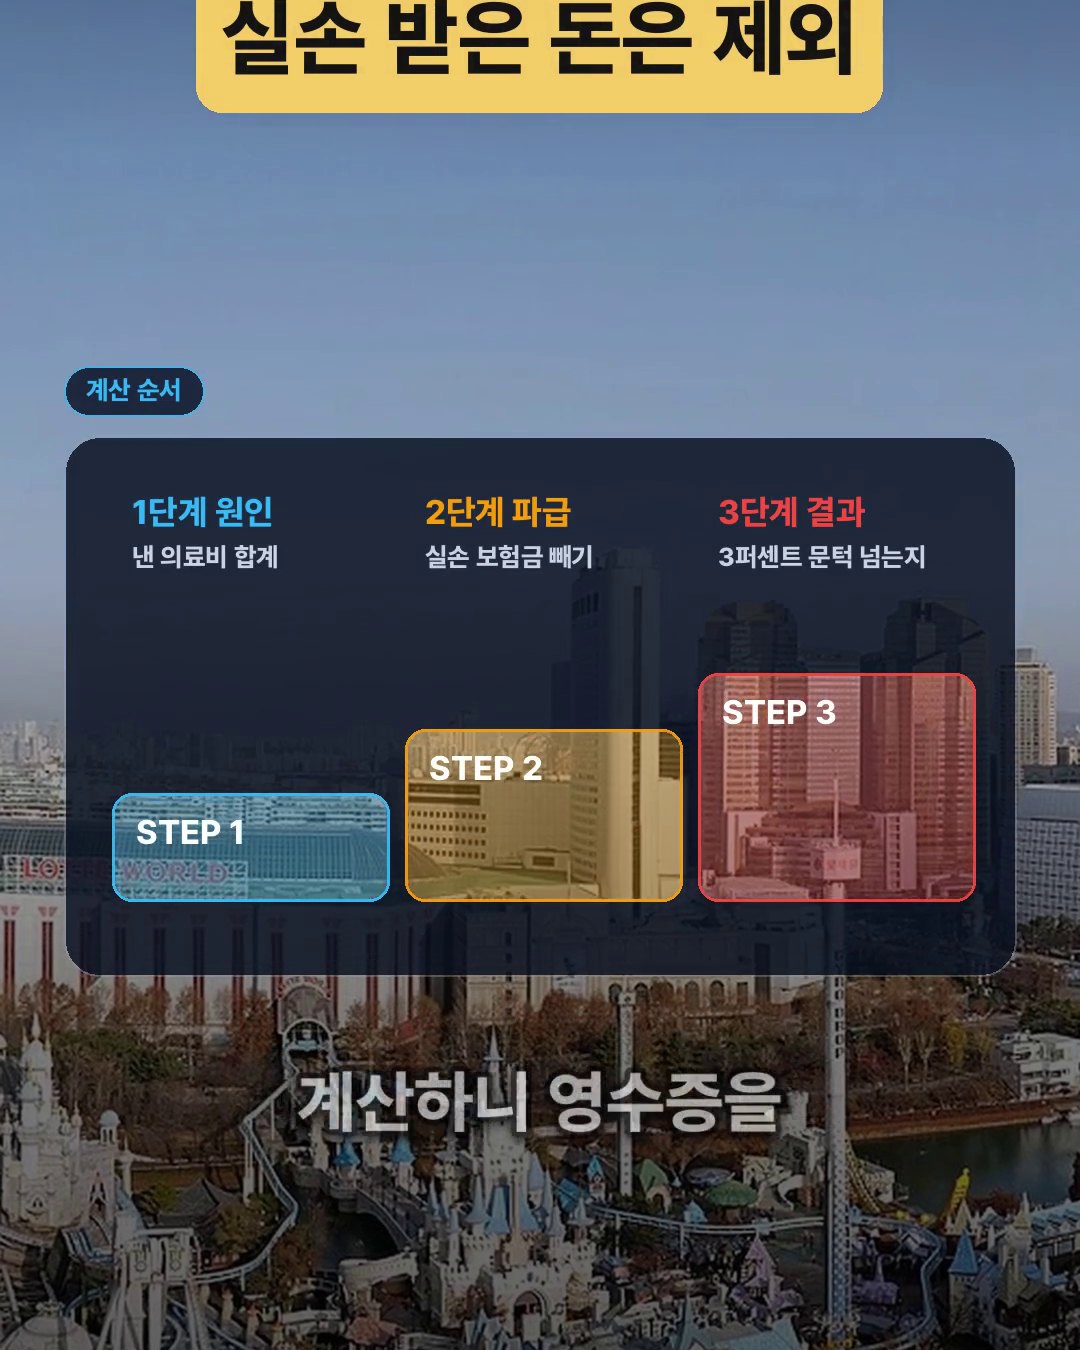 실손 받은 돈은 제외
계산 순서
1단계 원인
낸 의료비 합계
2단계 파급
실손 보험금 빼기
3단계 결과
3퍼센트 문턱 넘는지
STEP 1
STEP 2
STEP 3
LOTTE WORLD
계산하니 영수증을